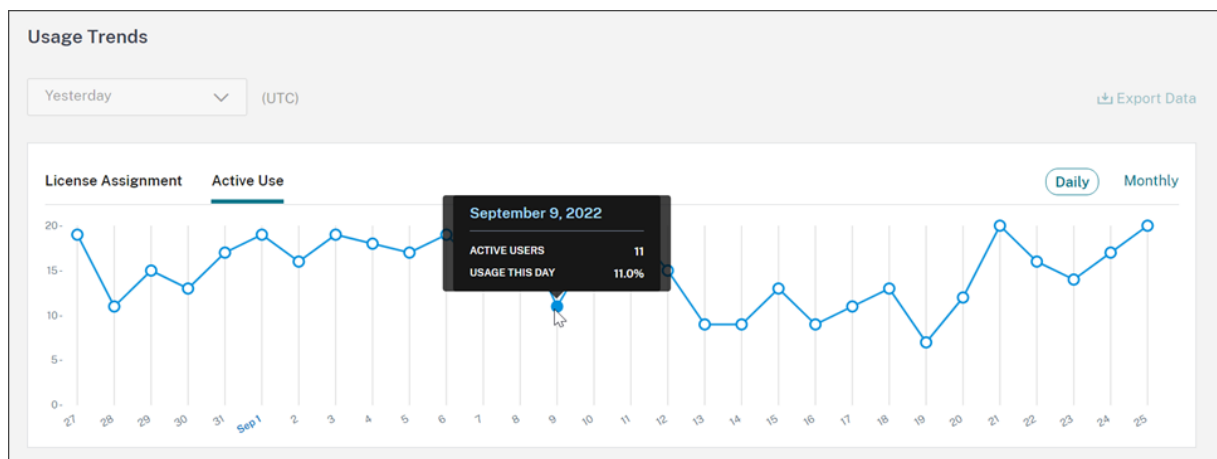 Usage Trends
Yesterday (UTC) Export Data
License Assignment Active Use Daily Monthly
September 9, 2022
ACTIVE USERS 11
USAGE THIS DAY 11.0%
20-
15-
10-
5-
0-
27 28 29 30 31 Sep 1 2 3 4 5 6 7 8 9 10 11 12 13 14 15 16 17 18 19 20 21 22 23 24 25